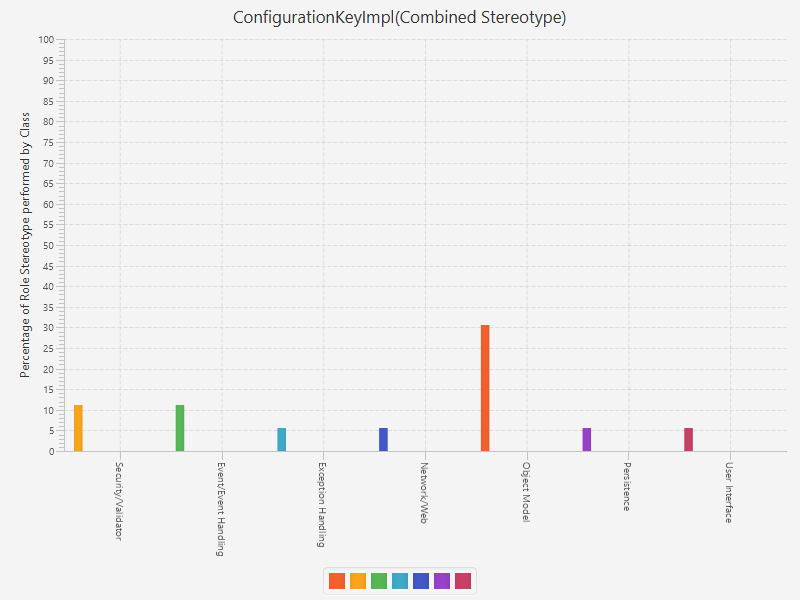 ConfigurationKeyImpl(Combined Stereotype)
Percentage of Role Stereotype performed by Class
100
95
90
85
80
75
70
65
60
55
50
45
40
35
30
25
20
15
10
5
0
Security/Validator
Event/Event Handling
Exception Handling
Network/Web
Object Model
Persistence
User Interface